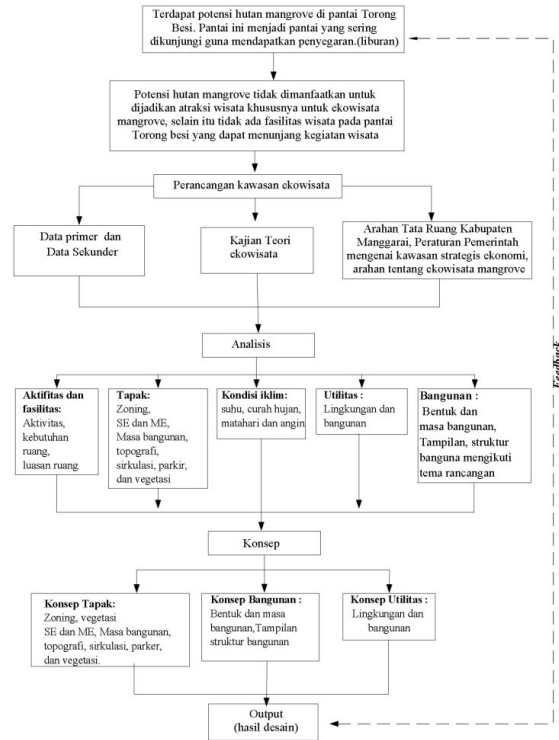 Terdapat potensi hutan mangrove di pantai Torong
Besi. Pantai ini menjadi pantai yang sering
dikunjungi guna mendapatkan penyegaran.(liburan)
Potensi hutan mangrove tidak dimanfaatkan untuk
dijadikan atraksi wisata khususnya untuk ekowisata
mangrove, selain itu tidak ada fasilitas wisata pada pantai
Torong besi yang dapat menunjang kegiatan wisata
Perancangan kawasan ekowisata
Data primer dan
Data Sekunder
Kajian Teori
ekowisata
Arahan Tata Ruang Kabupaten
Manggarai, Peraturan Pemerintah
mengenai kawasan strategis ekonomi,
arahan tentang ekowisata mangrove
Analisis
Aktifitas dan
fasilitas:
Aktivitas,
kebutuhan
ruang,
luasan ruang
Tapak:
Zoning,
SE dan ME,
Masa bangunan,
topografi,
sirkulasi, parkir,
dan vegetasi
Kondisi iklim:
suhu, curah hujan,
matahari dan angin
Utilitas :
Lingkungan dan
bangunan
Bangunan :
Bentuk dan
masa bangunan,
Tampilan, struktur
banguna mengikuti
tema rancangan
Konsep
Konsep Tapak:
Zoning, vegetasi
SE dan ME, Masa bangunan,
topografi, sirkulasi, parker,
dan vegetasi.
Konsep Bangunan :
Bentuk dan masa
bangunan,Tampilan
struktur bangunan
Konsep Utilitas :
Lingkungan dan
bangunan
Output
(hasil desain)
Feedback